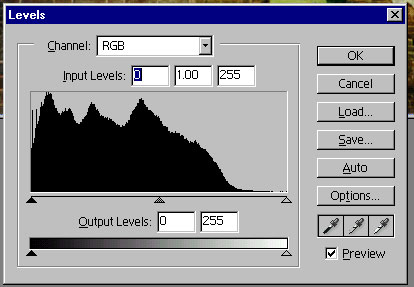 Levels
Channel: RGB
Input Levels: 0 1.00 255
Output Levels: 0 255
OK
Cancel
Load...
Save...
Auto
Options...
Preview